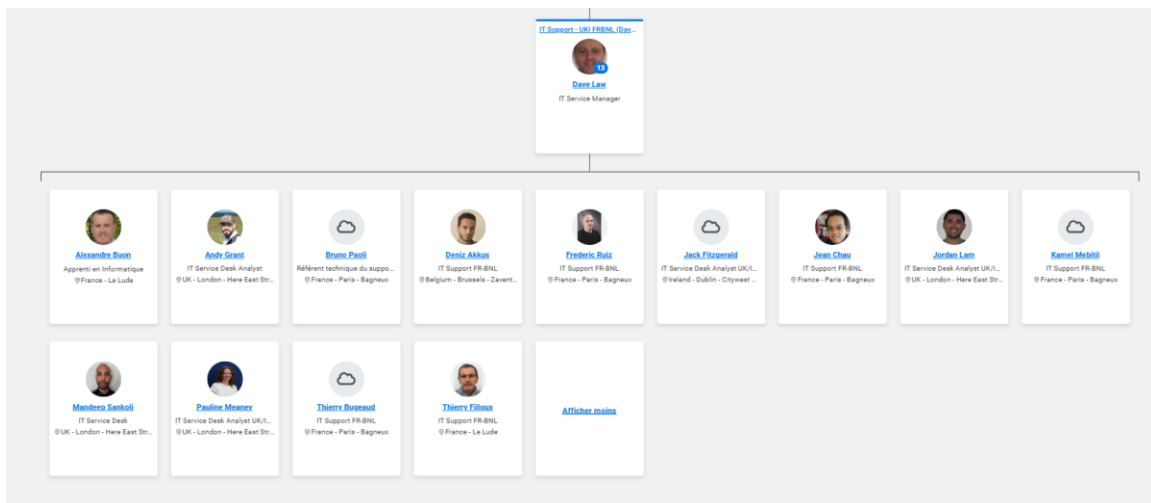 IT Support - UKI FRBNL (Dav...
13
Dave Law
IT Service Manager
Alexandre Buon
Apprenti en Informatique
France - Le Lude
Andy Grant
IT Service Desk Analyst
UK - London - Here East Str...
Bruno Paoli
Référent technique du suppo...
France - Paris - Bagneux
Deniz Akkus
IT Support FR-BNL
Belgium - Brussels - Zavent...
Frederic Ruiz
IT Support FR-BNL
France - Paris - Bagneux
Jack Fitzgerald
IT Service Desk Analyst UK/I...
Ireland - Dublin - Citywest ...
Jean Chau
IT Support FR-BNL
France - Paris - Bagneux
Jordan Lam
IT Service Desk Analyst UK/I...
UK - London - Here East Str...
Kamel Mebitil
IT Support FR-BNL
France - Paris - Bagneux
Mandeep Sankoli
IT Service Desk
UK - London - Here East Str...
Pauline Meaney
IT Service Desk Analyst UK/I...
UK - London - Here East Str...
Thierry Bugeaud
IT Support FR-BNL
France - Paris - Bagneux
Thierry Filloux
IT Support FR-BNL
France - Le Lude
Afficher moins